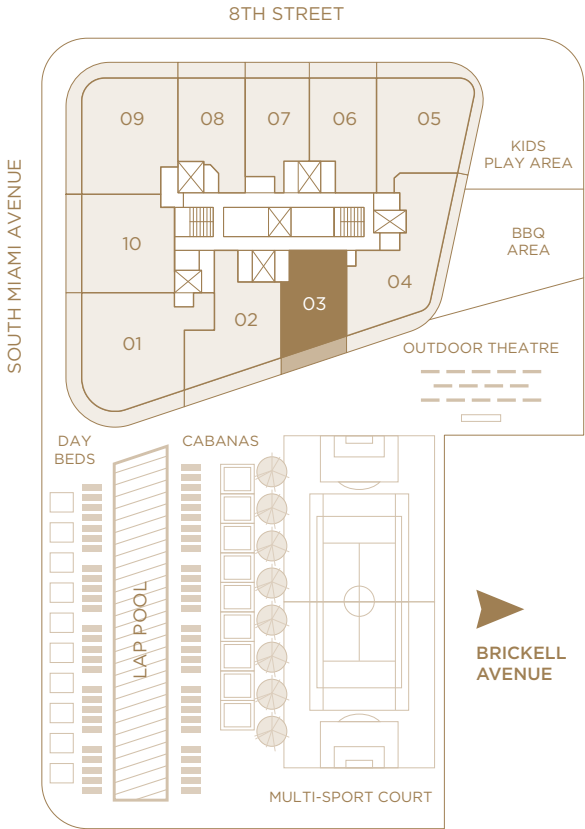 8TH STREET
SOUTH MIAMI AVENUE
09
08
07
06
05
KIDS
PLAY AREA
10
BBQ
AREA
04
03
02
01
OUTDOOR THEATRE
DAY
BEDS
CABANAS
LAP POOL
BRICKELL
AVENUE
MULTI-SPORT COURT